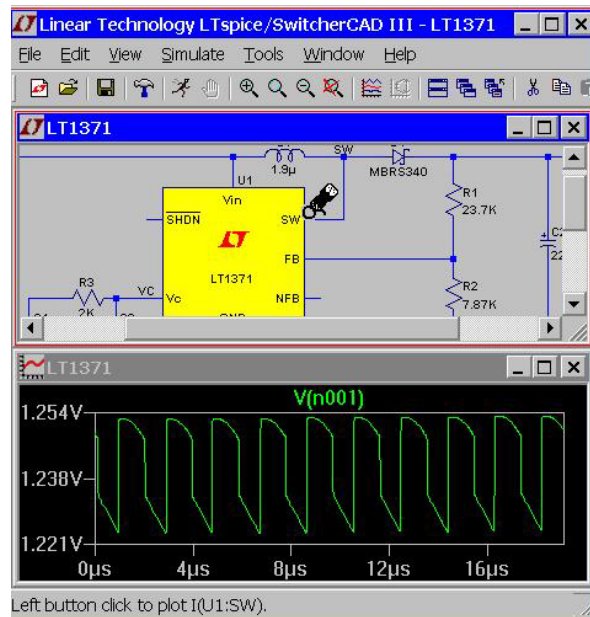 Linear Technology LTspice/SwitcherCAD III - LT1371
File Edit View Simulate Tools Window Help
LT1371
SW
1.9µ
MBRS340
U1
Vin
R1
SHDN
SW
23.7K
FB
LT1371
R3
VC
Vc
NFB
R2
2K
7.87K
LT1371
V(n001)
1.254V
1.238V
1.221V
0µs 4µs 8µs 12µs 16µs
Left button click to plot I(U1:SW).